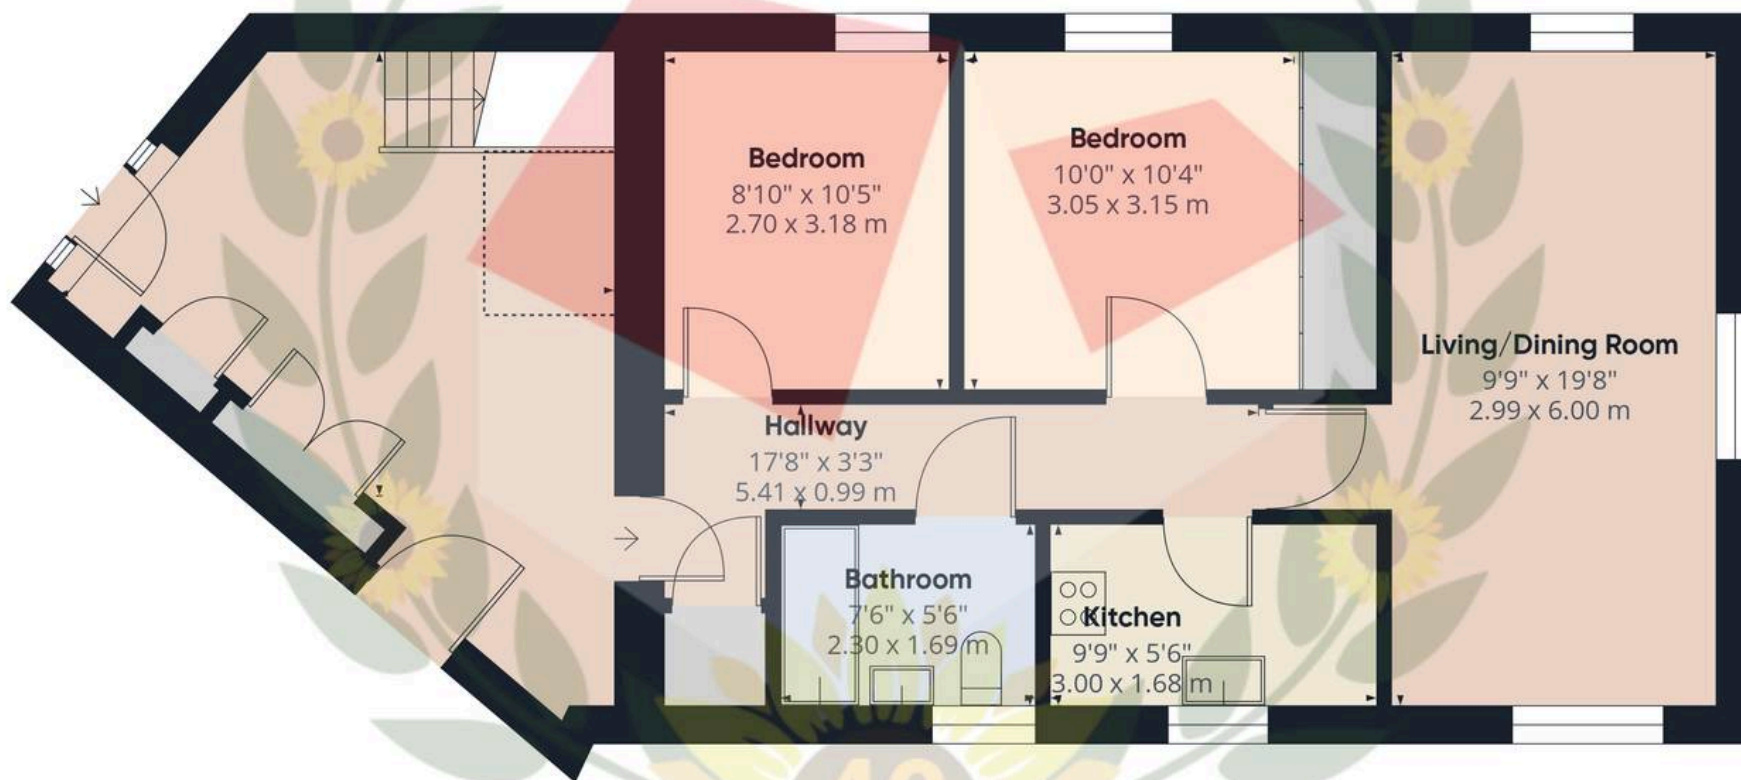 Bedroom
8'10" x 10'5"
2.70 x 3.18 m
Bedroom
10'0" x 10'4"
3.05 x 3.15 m
Living/Dining Room
9'9" x 19'8"
2.99 x 6.00 m
Hallway
17'8" x 3'3"
5.41 x 0.99 m
Bathroom
7'6" x 5'6"
2.30 x 1.69 m
Kitchen
9'9" x 5'6"
3.00 x 1.68 m